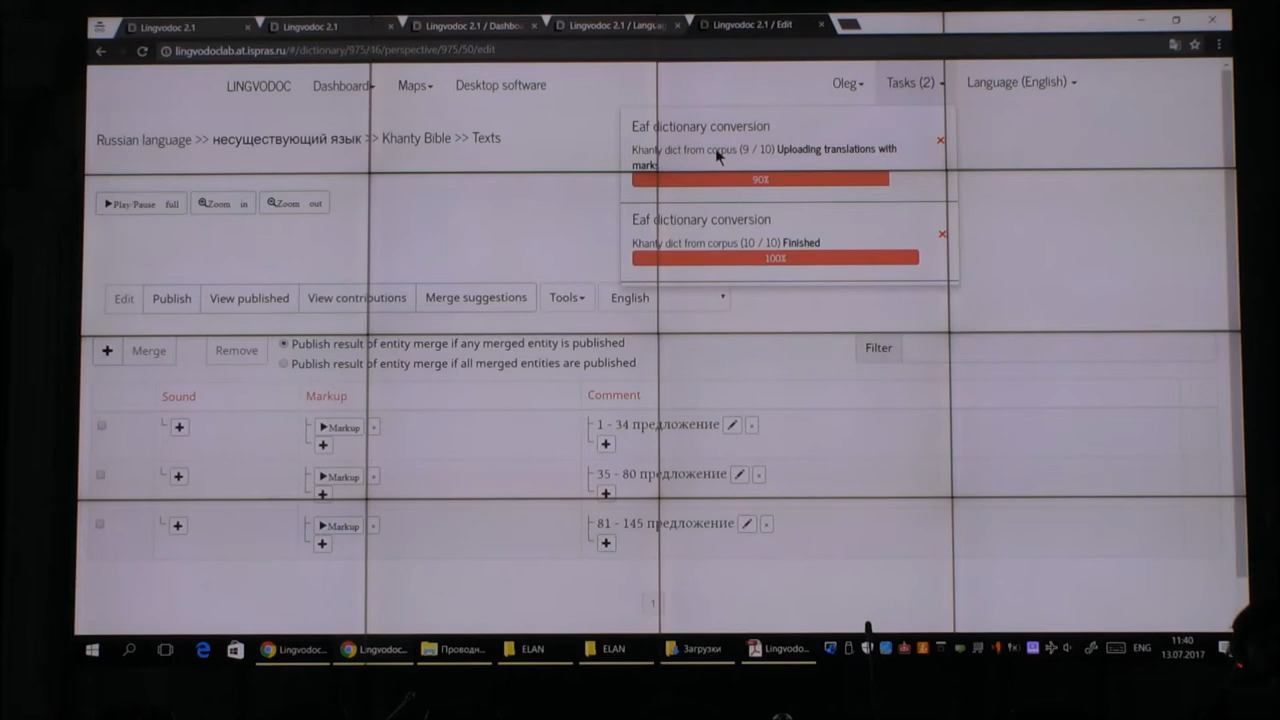 Lingvodoc 2.1
Lingvodoc 2.1
Lingvodoc 2.1 / Dashbo
Lingvodoc 2.1 / Languag
Lingvodoc 2.1 / Edit
lingvodoclab.at.ispras.ru/#/dictionary/975/46/perspective/975/50/edit
LINGVODOC Dashboard Maps Desktop software Oleg Tasks (2) Language (English)
Russian language >> несуществующий язык >> Khanty Bible >> Texts
Eaf dictionary conversion
Khanty dict from corpus (9 / 10) Uploading translations with
marks
90%
Eaf dictionary conversion
Khanty dict from corpus (10 / 10) Finished
100%
Play/Pause full Zoom in Zoom out
Edit Publish View published View contributions Merge suggestions Tools English
Merge Remove
Publish result of entity merge if any merged entity is published
Publish result of entity merge if all merged entities are published
Filter
Sound Markup Comment
Markup 1 - 34 предложение
Markup 35 - 80 предложение
Markup 81 - 145 предложение
1
Lingvodoc...
Lingvodoc...
Проводн...
ELAN
ELAN
Загрузки
Lingvodo...
ENG
11:40
13.07.2017